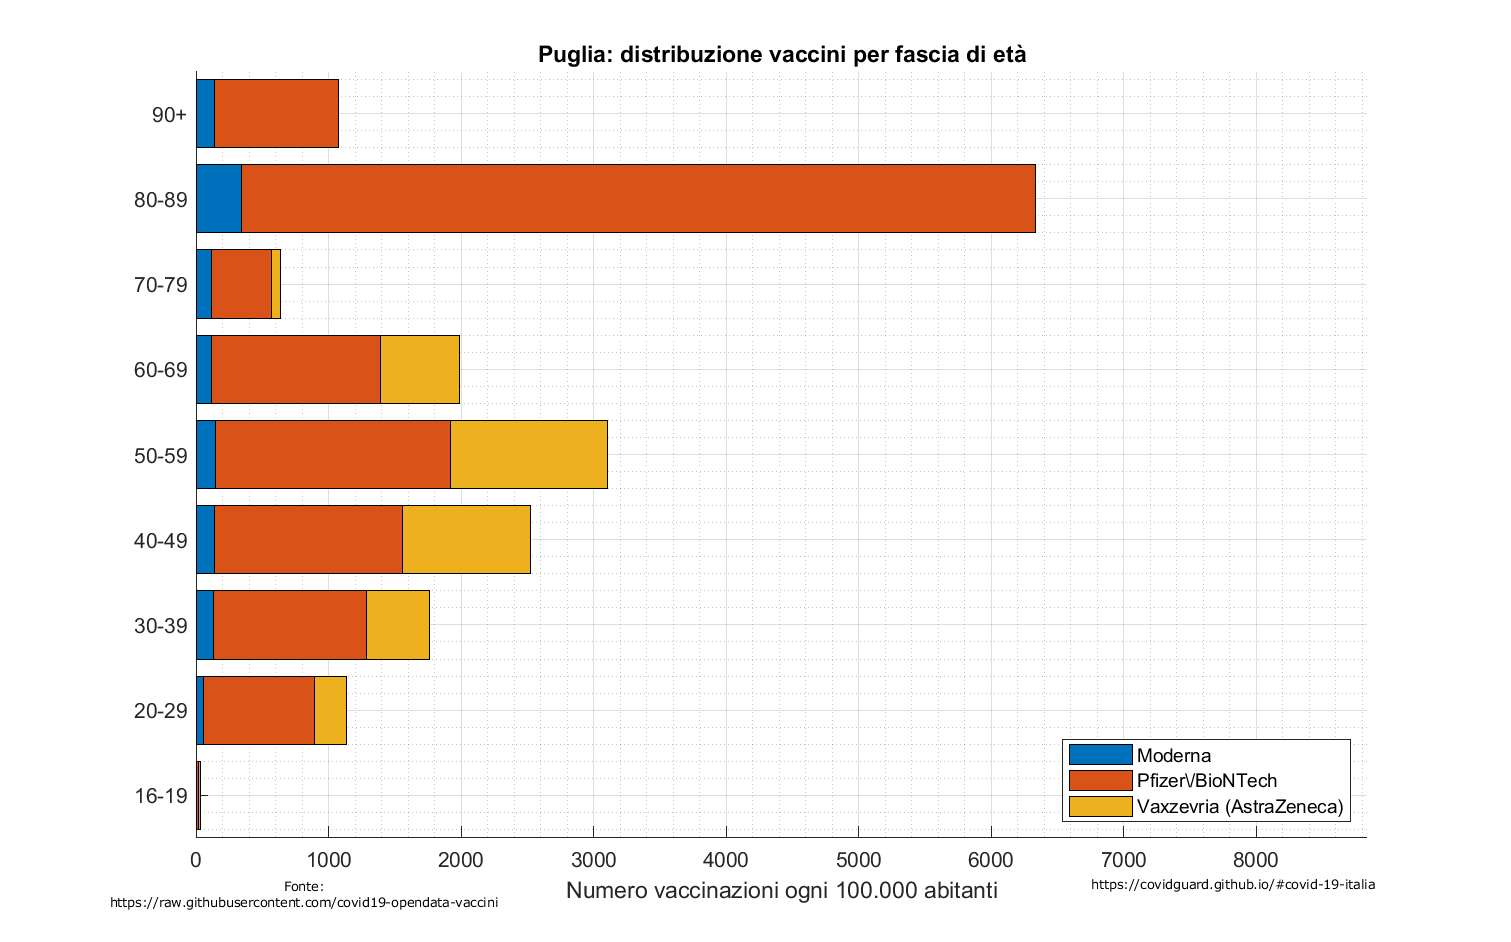 Puglia: distribuzione vaccini per fascia di età
90+
80-89
70-79
60-69
50-59
40-49
30-39
20-29
16-19
Moderna
Pfizer\/BioNTech
Vaxzevria (AstraZeneca)
0 1000 2000 3000 4000 5000 6000 7000 8000
Numero vaccinazioni ogni 100.000 abitanti
Fonte:
https://raw.githubusercontent.com/covid19-opendata-vaccini
https://covidguard.github.io/#covid-19-italia